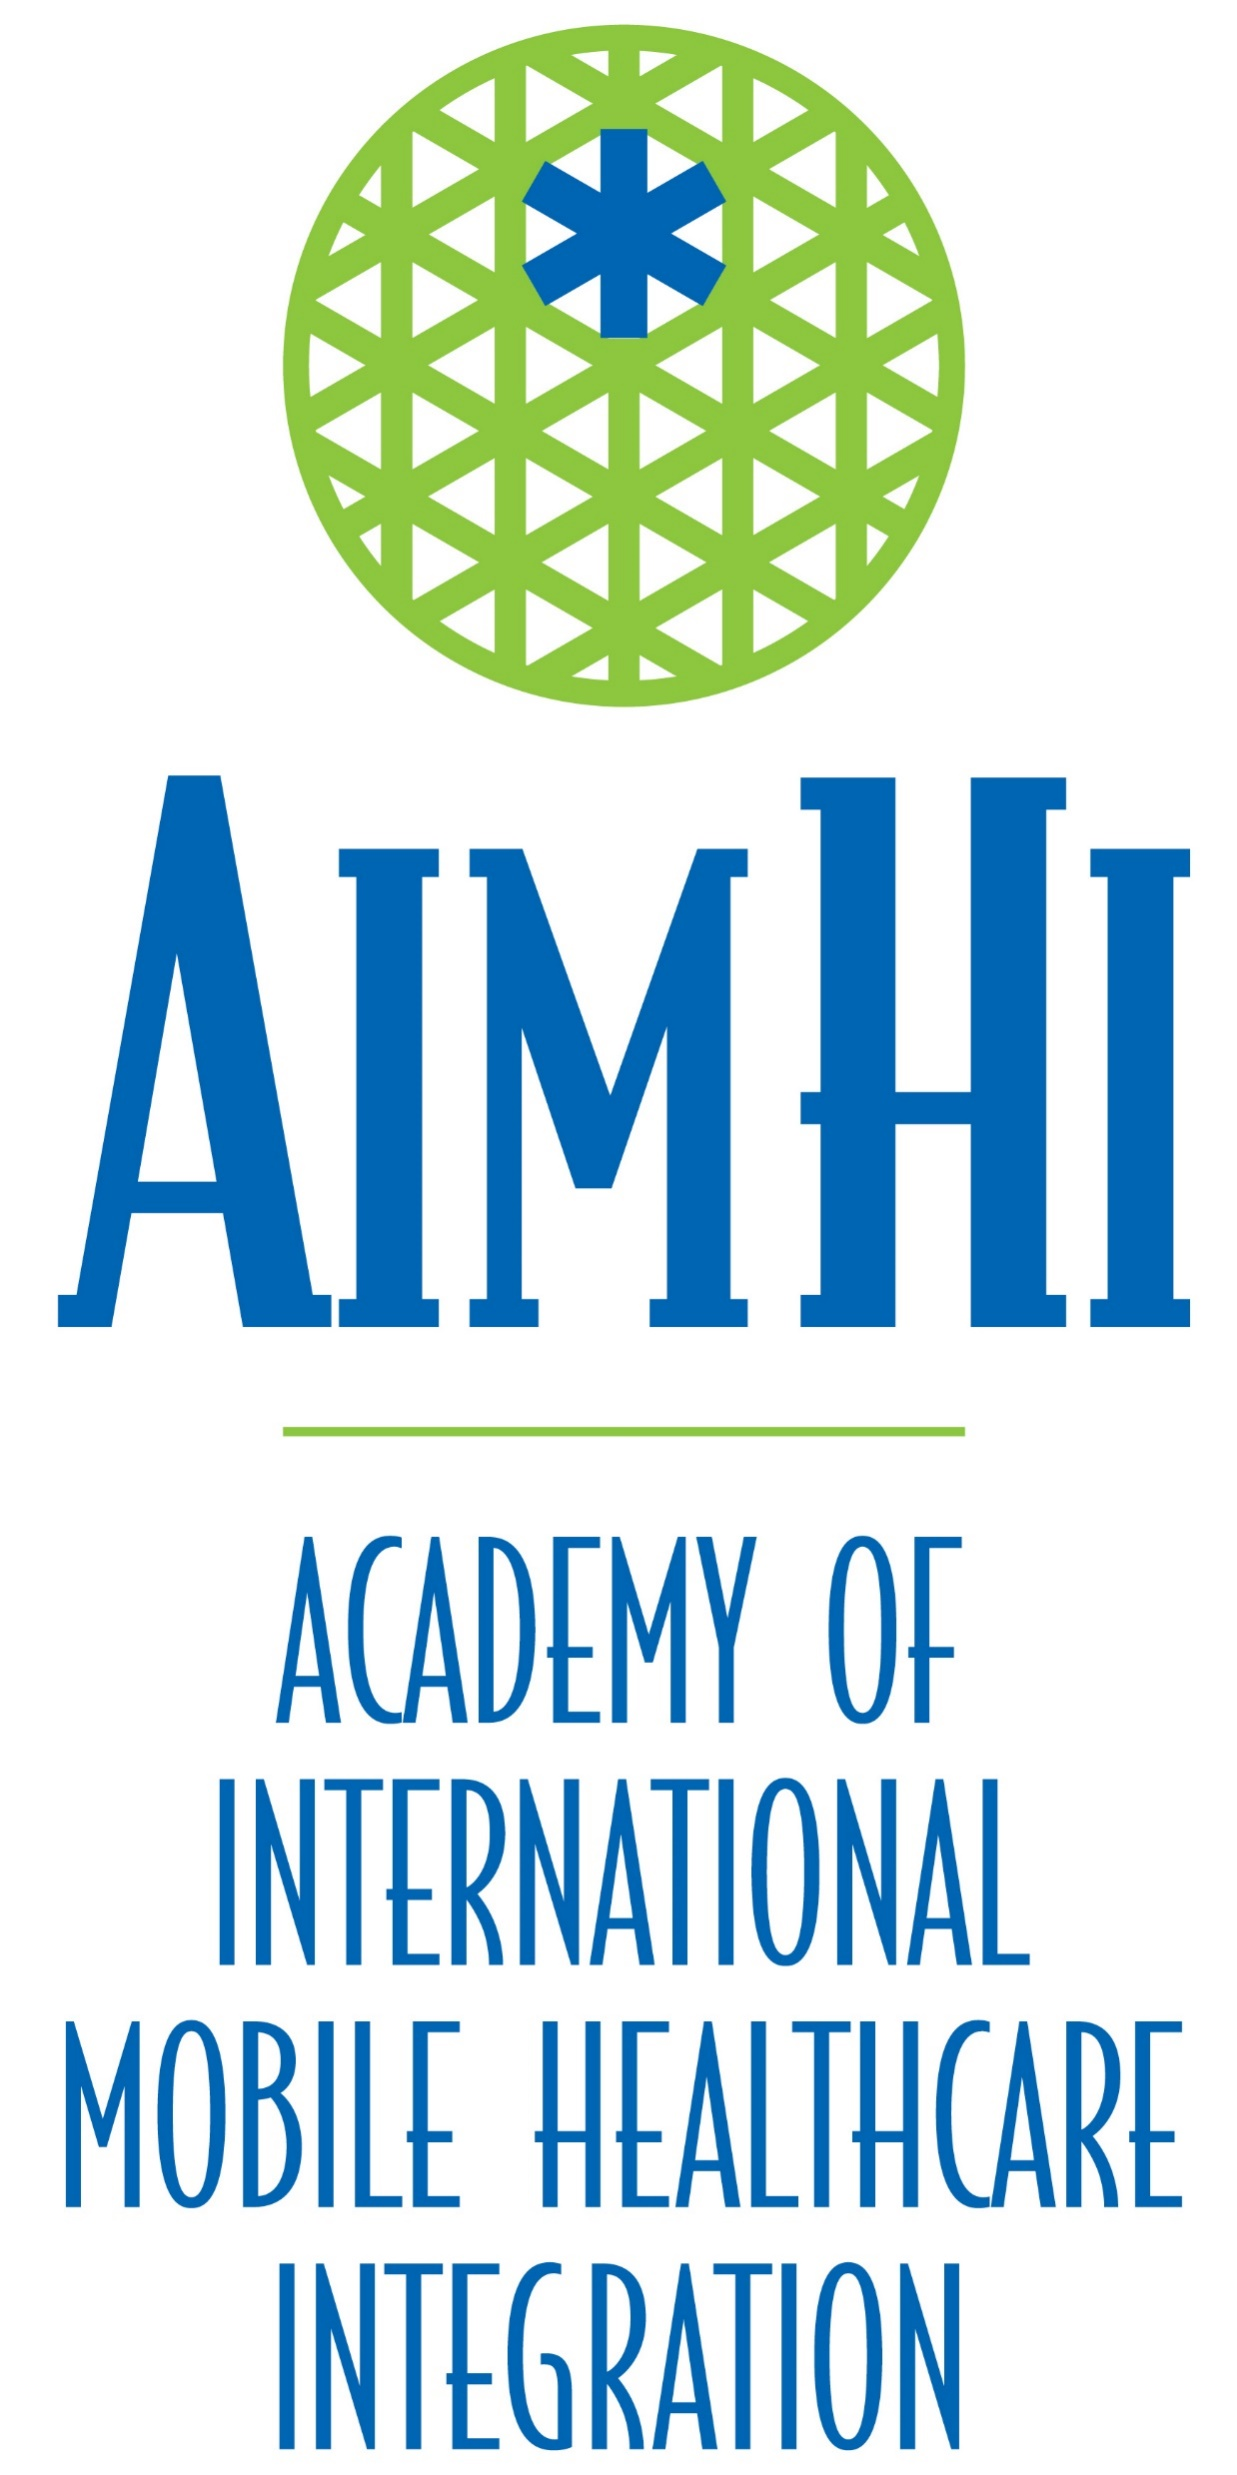 AIMHI
ACADEMY OF
INTERNATIONAL
MOBILE HEALTHCARE
INTEGRATION